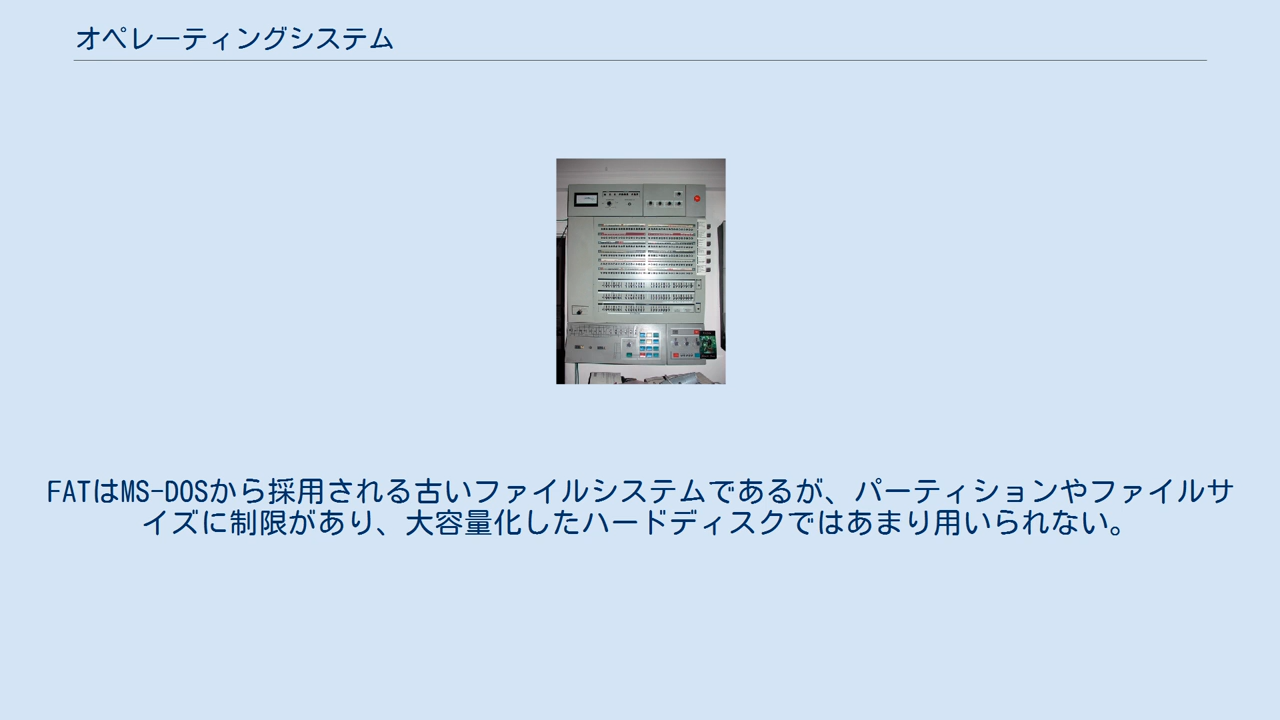 オペレーティングシステム
FATはMS-DOSから採用される古いファイルシステムであるが、パーティションやファイルサ
イズに制限があり、大容量化したハードディスクではあまり用いられない。